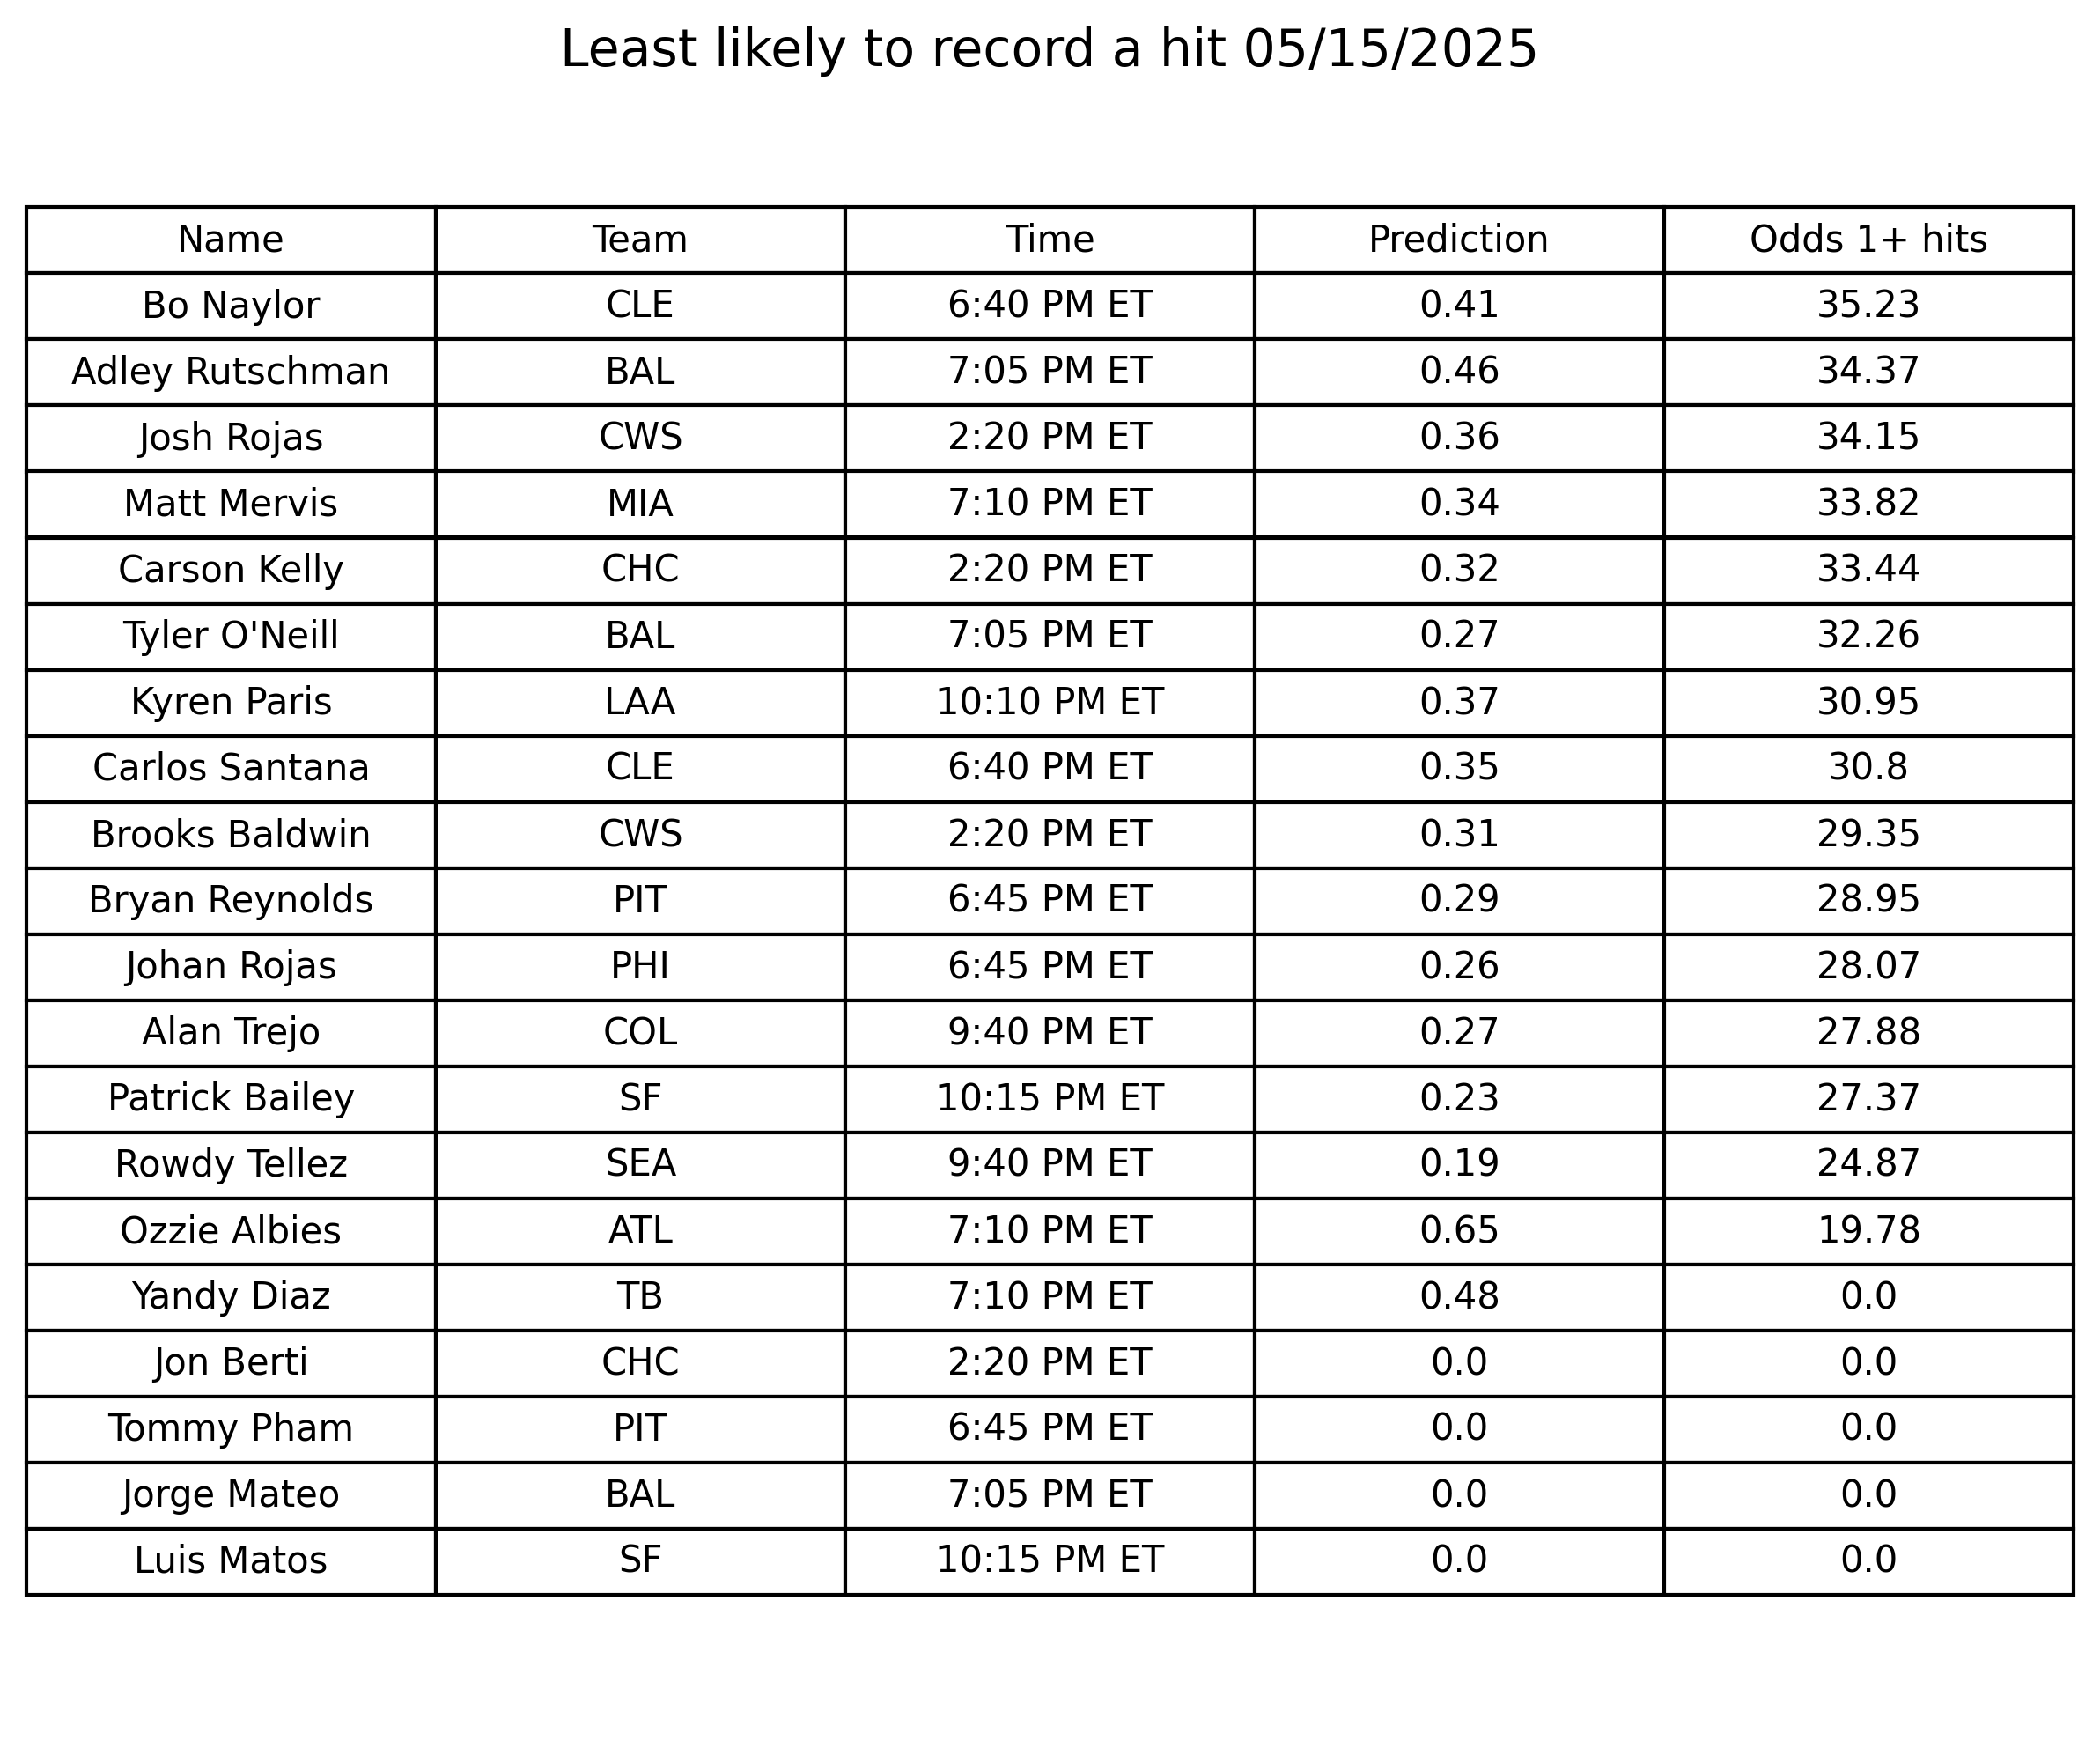 Least likely to record a hit 05/15/2025
Name Team Time Prediction Odds 1+ hits
Bo Naylor CLE 6:40 PM ET 0.41 35.23
Adley Rutschman BAL 7:05 PM ET 0.46 34.37
Josh Rojas CWS 2:20 PM ET 0.36 34.15
Matt Mervis MIA 7:10 PM ET 0.34 33.82
Carson Kelly CHC 2:20 PM ET 0.32 33.44
Tyler O'Neill BAL 7:05 PM ET 0.27 32.26
Kyren Paris LAA 10:10 PM ET 0.37 30.95
Carlos Santana CLE 6:40 PM ET 0.35 30.8
Brooks Baldwin CWS 2:20 PM ET 0.31 29.35
Bryan Reynolds PIT 6:45 PM ET 0.29 28.95
Johan Rojas PHI 6:45 PM ET 0.26 28.07
Alan Trejo COL 9:40 PM ET 0.27 27.88
Patrick Bailey SF 10:15 PM ET 0.23 27.37
Rowdy Tellez SEA 9:40 PM ET 0.19 24.87
Ozzie Albies ATL 7:10 PM ET 0.65 19.78
Yandy Diaz TB 7:10 PM ET 0.48 0.0
Jon Berti CHC 2:20 PM ET 0.0 0.0
Tommy Pham PIT 6:45 PM ET 0.0 0.0
Jorge Mateo BAL 7:05 PM ET 0.0 0.0
Luis Matos SF 10:15 PM ET 0.0 0.0